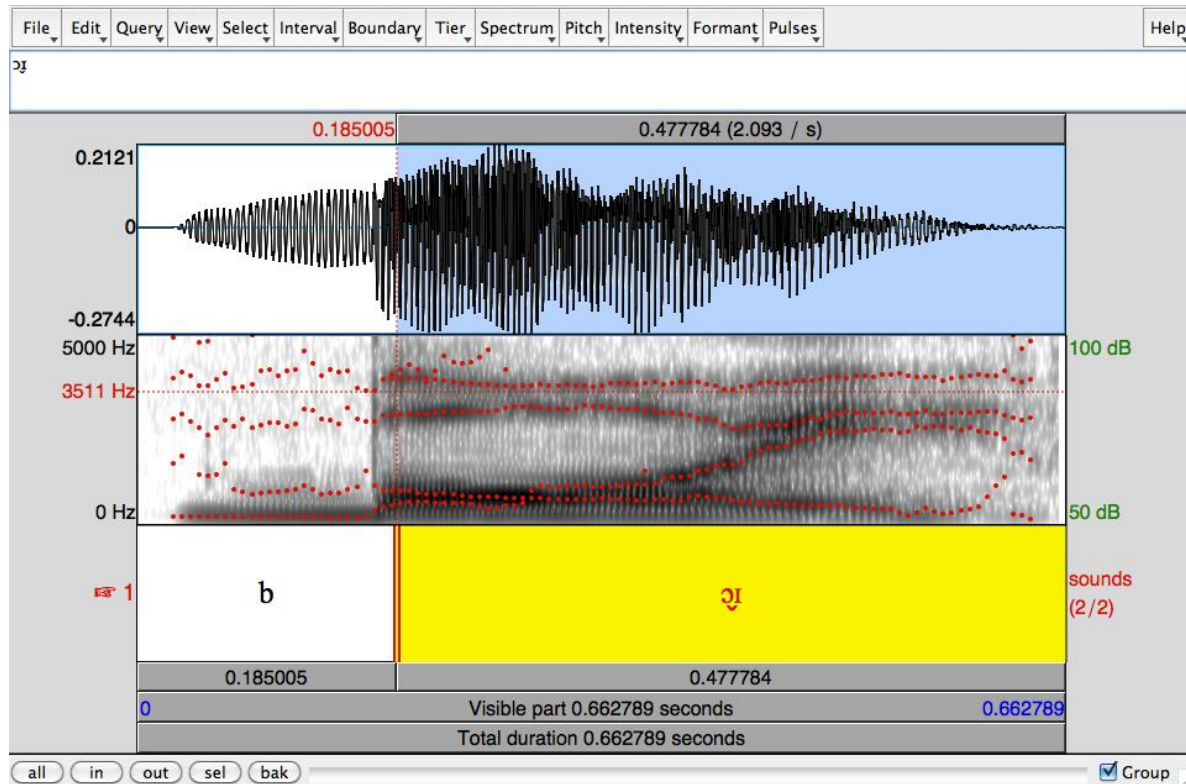 File Edit Query View Select Interval Boundary Tier Spectrum Pitch Intensity Formant Pulses Help
ɔɪ̯
0.185005 0.477784 (2.093 / s)
0.2121
0
-0.2744
5000 Hz 100 dB
3511 Hz
0 Hz 50 dB
☞ 1 b ɔ̯ɪ sounds
(2/2)
0.185005 0.477784
0 Visible part 0.662789 seconds 0.662789
Total duration 0.662789 seconds
all in out sel bak Group